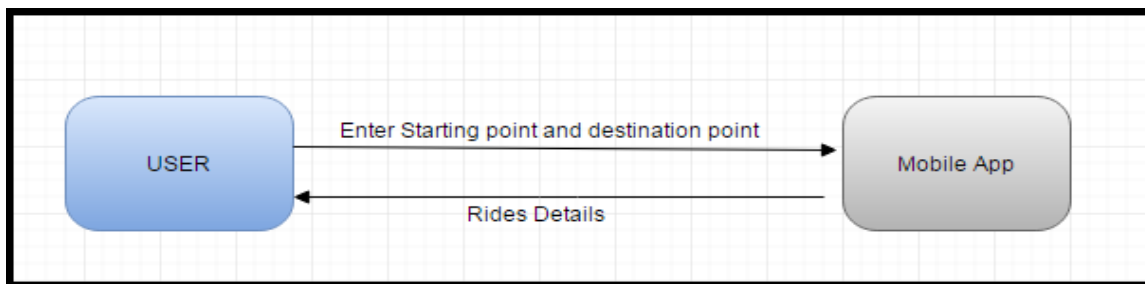 Enter Starting point and destination point
USER
Mobile App
Rides Details